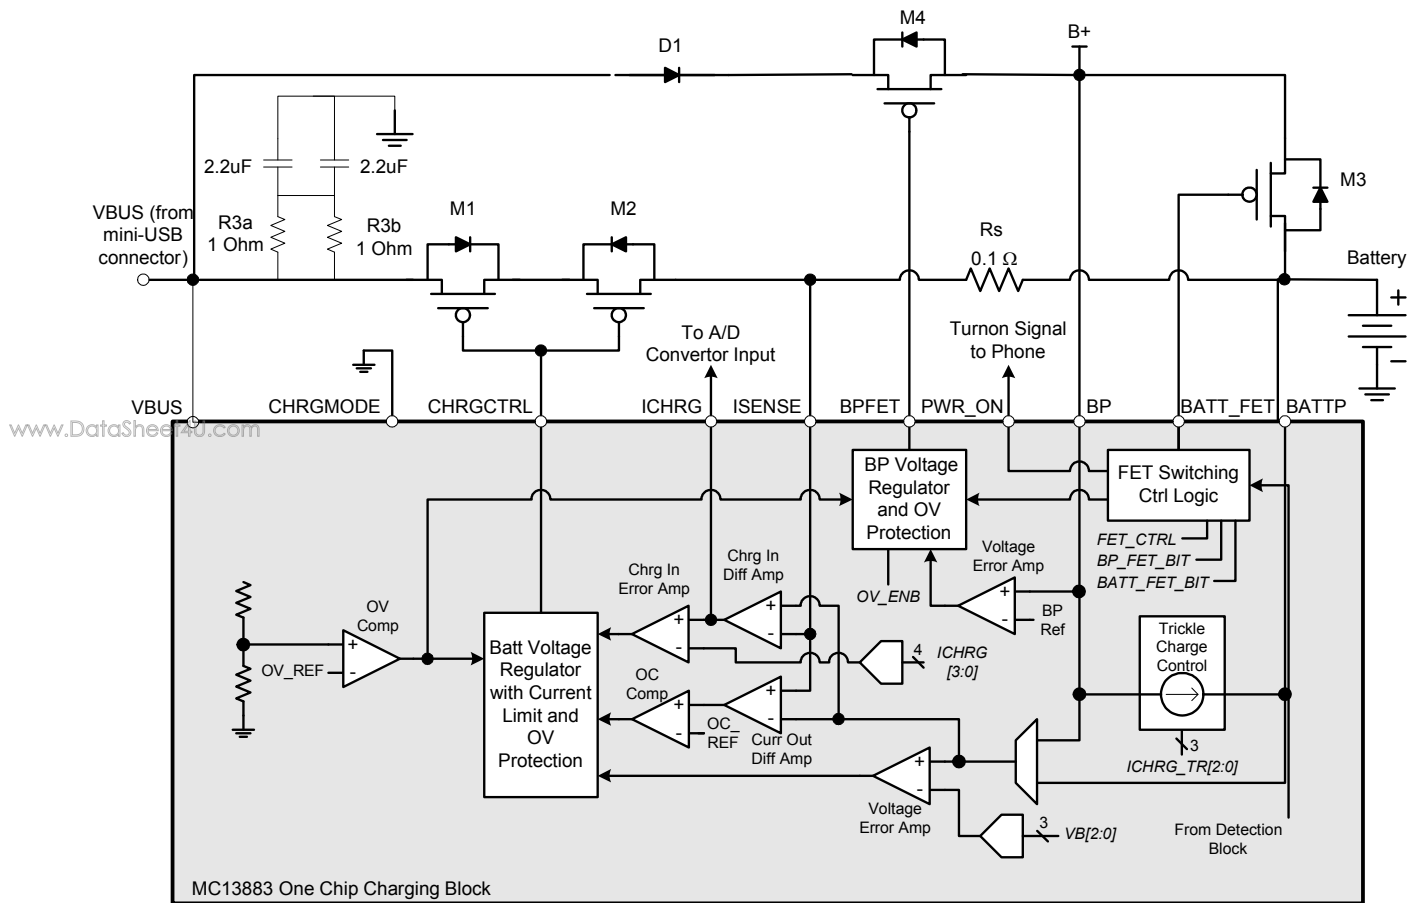 M4
B+
D1
2.2uF
2.2uF
M3
VBUS (from
mini-USB
connector)
R3a
1 Ohm
R3b
1 Ohm
M1
M2
Rs
0.1 Ω
Battery
+
−
To A/D
Convertor Input
Turnon Signal
to Phone
VBUS
CHRGMODE
CHRGCTRL
ICHRG
ISENSE
BPFET
PWR_ON
BP
BATT_FET
BATTP
www.DataSheet4U.com
BP Voltage
Regulator
and OV
Protection
FET Switching
Ctrl Logic
FET_CTRL
BP_FET_BIT
BATT_FET_BIT
OV_ENB
Voltage
Error Amp
+
-
BP
Ref
Chrg In
Error Amp
+
-
Chrg In
Diff Amp
+
-
OV
Comp
+
-
OV_REF
Batt Voltage
Regulator
with Current
Limit and
OV
Protection
4
ICHRG
[3:0]
Trickle
Charge
Control
3
ICHRG_TR[2:0]
OC
Comp
+
-
OC_
REF
+
-
Curr Out
Diff Amp
+
-
Voltage
Error Amp
3
VB[2:0]
From Detection
Block
MC13883 One Chip Charging Block